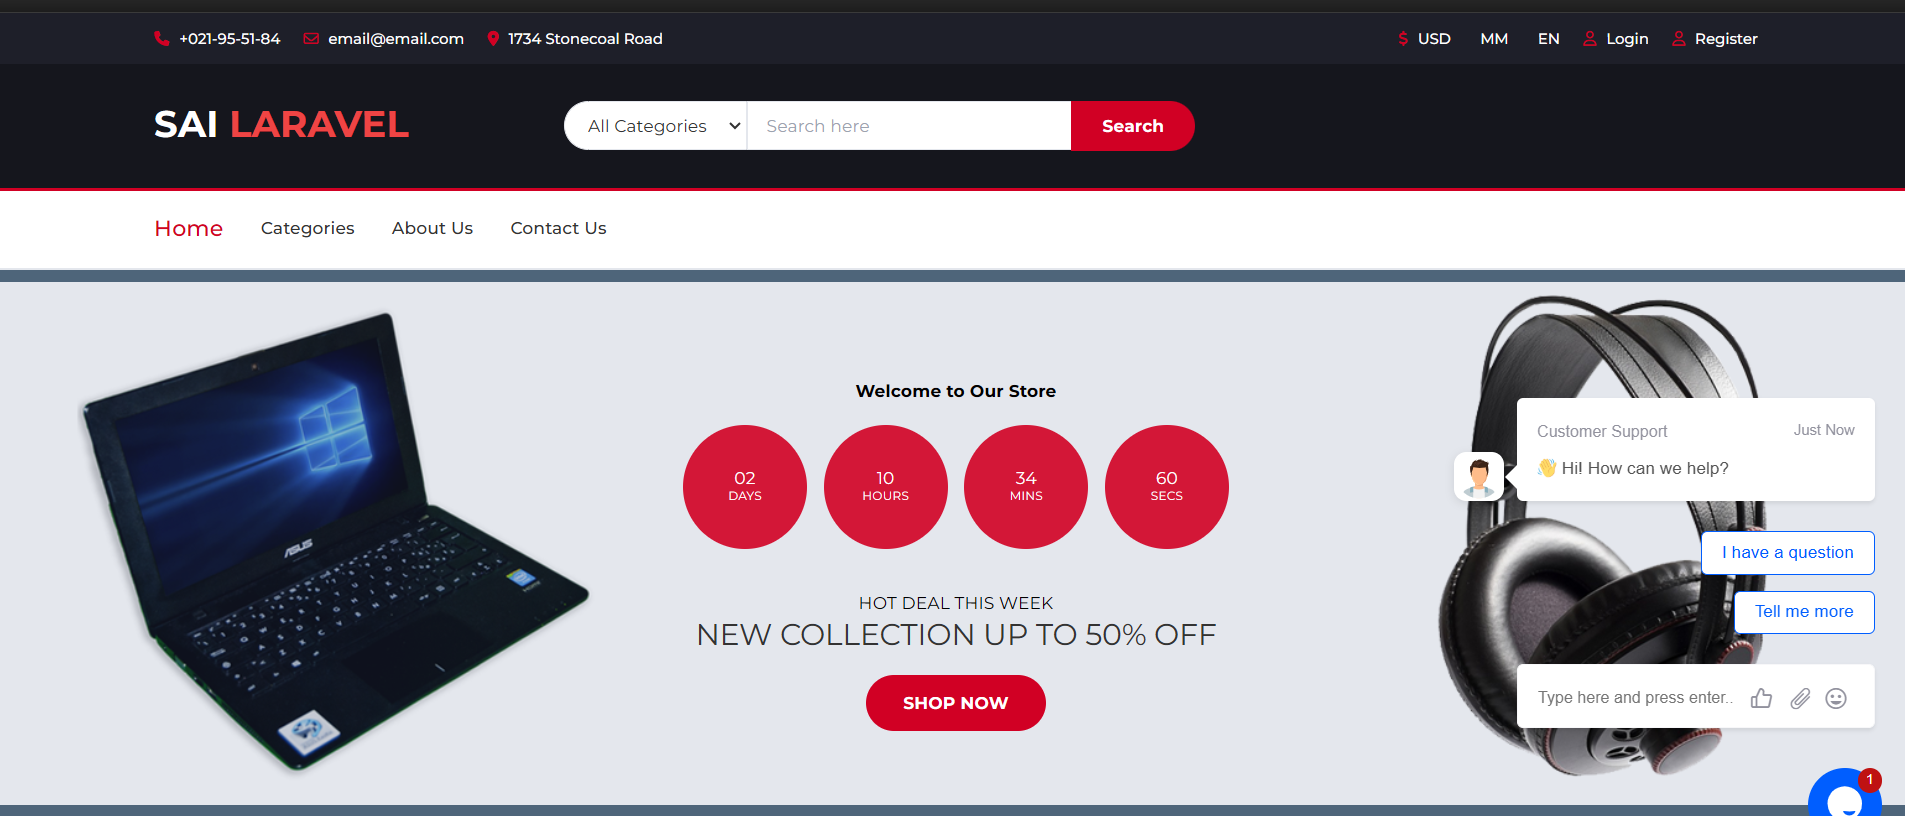 +021-95-51-84 email@email.com 1734 Stonecoal Road USD MM EN Login Register
SAI LARAVEL All Categories Search here Search
Home Categories About Us Contact Us
Welcome to Our Store
02 10 34 60
DAYS HOURS MINS SECS
HOT DEAL THIS WEEK
NEW COLLECTION UP TO 50% OFF
SHOP NOW
ASUS
Customer Support Just Now
👋 Hi! How can we help?
I have a question
Tell me more
Type here and press enter..
1